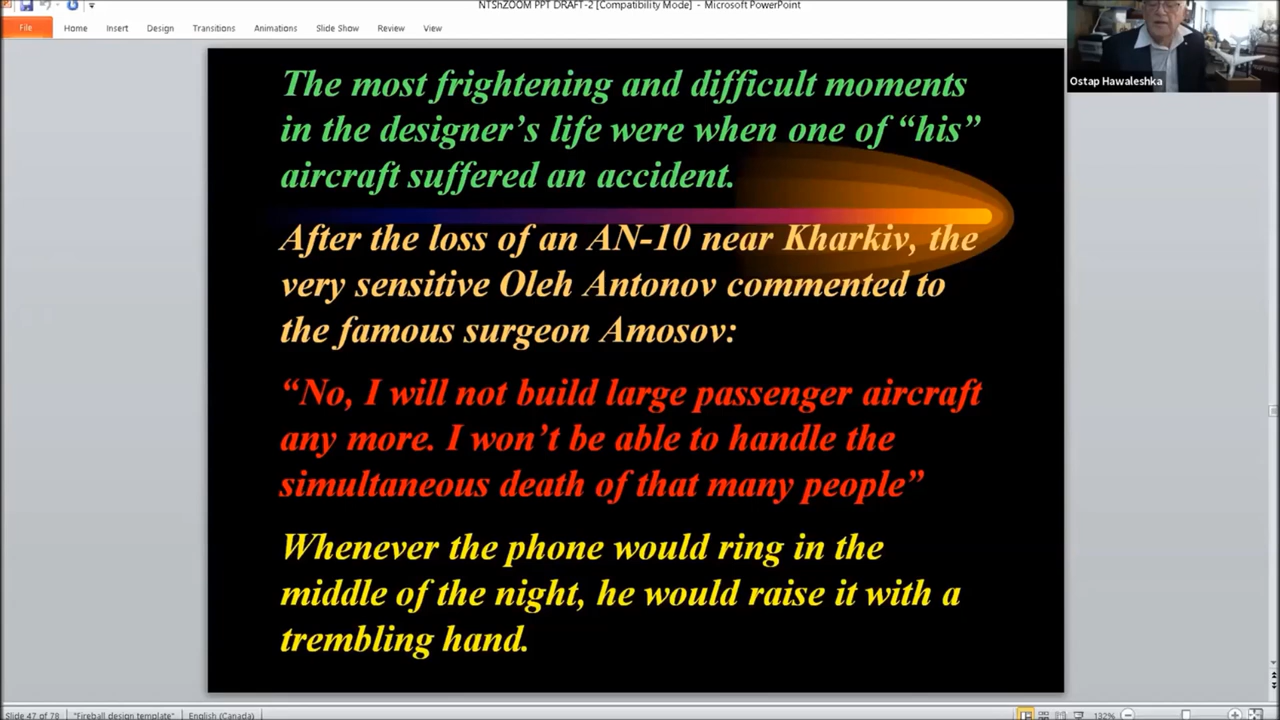 NTShZOOM PPT DRAFT-2 [Compatibility Mode] - Microsoft PowerPoint
File Home Insert Design Transitions Animations Slide Show Review View
Ostap Hawaleshka
The most frightening and difficult moments
in the designer's life were when one of “his”
aircraft suffered an accident.
After the loss of an AN-10 near Kharkiv, the
very sensitive Oleh Antonov commented to
the famous surgeon Amosov:
“No, I will not build large passenger aircraft
any more. I won't be able to handle the
simultaneous death of that many people”
Whenever the phone would ring in the
middle of the night, he would raise it with a
trembling hand.
Slide 47 of 78 "Fireball design template" English (Canada) 132%